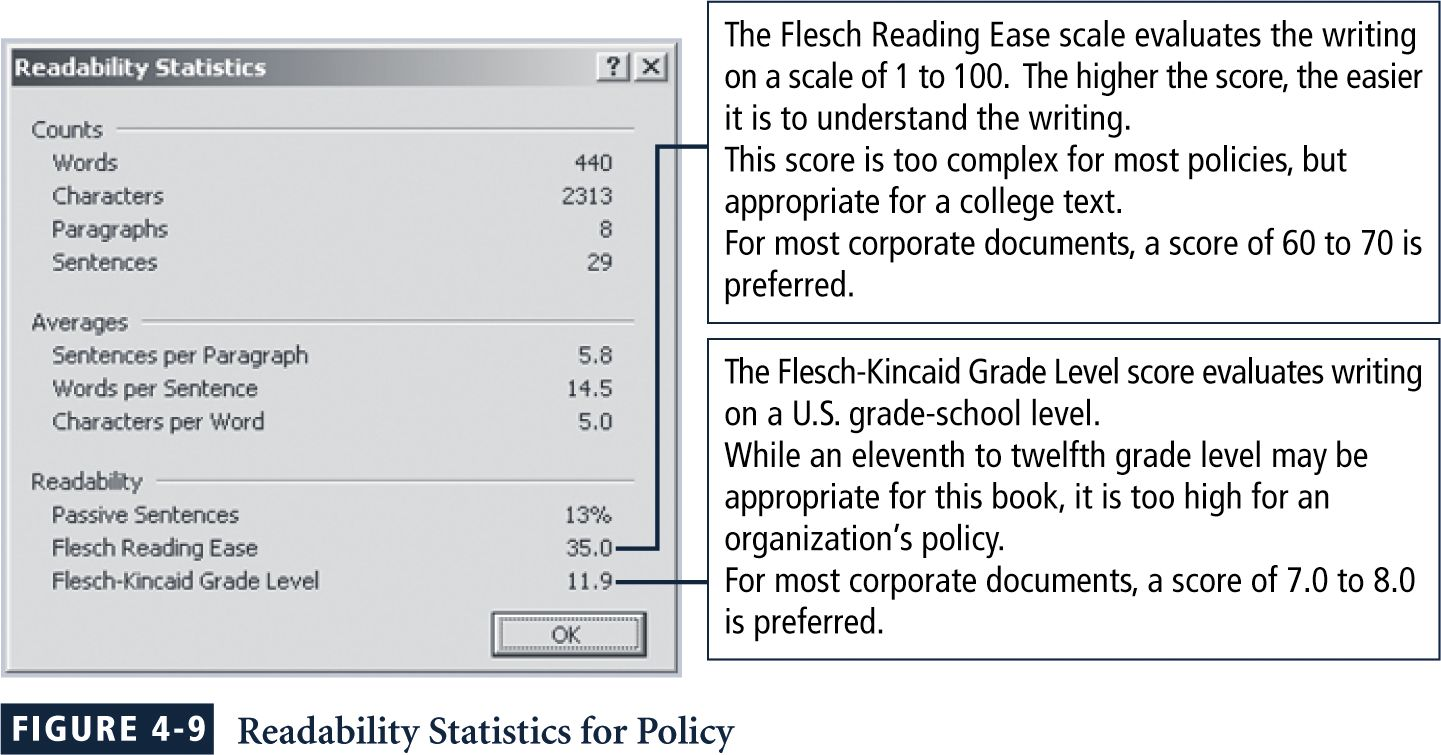 Readability Statistics
Counts
Words 440
Characters 2313
Paragraphs 8
Sentences 29
Averages
Sentences per Paragraph 5.8
Words per Sentence 14.5
Characters per Word 5.0
Readability
Passive Sentences 13%
Flesch Reading Ease 35.0
Flesch-Kincaid Grade Level 11.9
OK
The Flesch Reading Ease scale evaluates the writing
on a scale of 1 to 100. The higher the score, the easier
it is to understand the writing.
This score is too complex for most policies, but
appropriate for a college text.
For most corporate documents, a score of 60 to 70 is
preferred.
The Flesch-Kincaid Grade Level score evaluates writing
on a U.S. grade-school level.
While an eleventh to twelfth grade level may be
appropriate for this book, it is too high for an
organization’s policy.
For most corporate documents, a score of 7.0 to 8.0
is preferred.
FIGURE 4-9 Readability Statistics for Policy